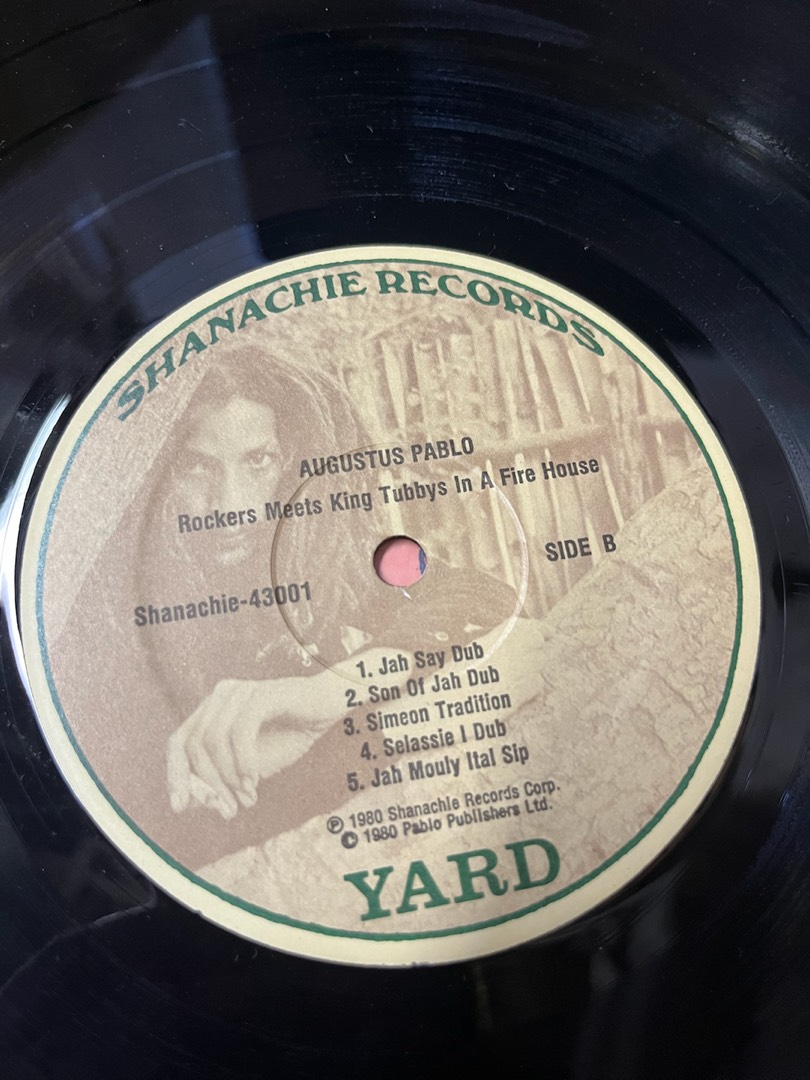 SHANACHIE RECORDS
AUGUSTUS PABLO
Rockers Meets King Tubbys In A Fire House
SIDE B
Shanachie-43001
1. Jah Say Dub
2. Son Of Jah Dub
3. Simeon Tradition
4. Selassie I Dub
5. Jah Mouly Ital Sip
℗ 1980 Shanachie Records Corp.
© 1980 Pablo Publishers Ltd.
YARD